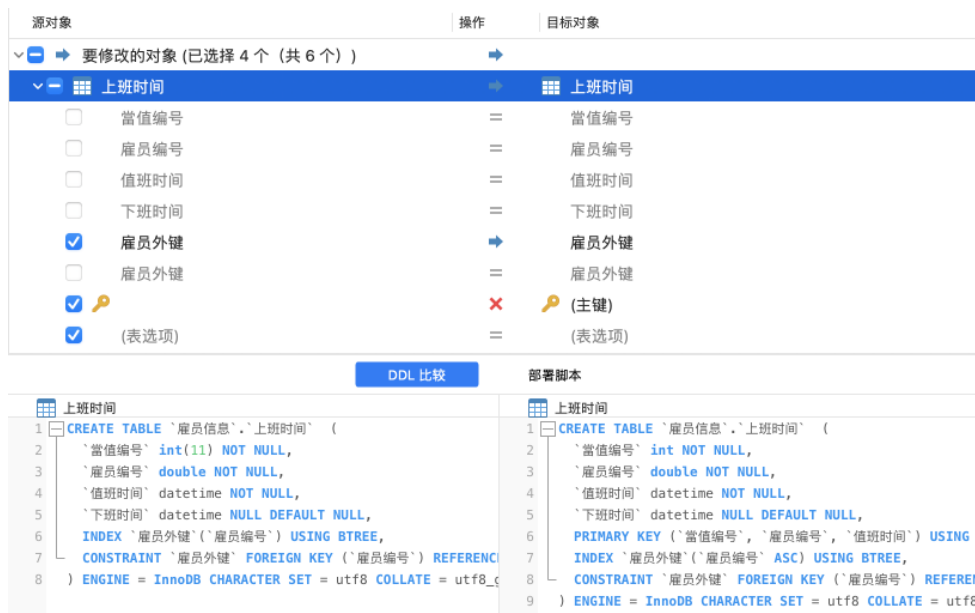 源对象 操作 目标对象
要修改的对象 (已选择 4 个（共 6 个）)
上班时间 上班时间
當值编号 = 當值编号
雇员编号 = 雇员编号
值班时间 = 值班时间
下班时间 = 下班时间
雇员外键 雇员外键
雇员外键 = 雇员外键
(主键)
(表选项) = (表选项)
DDL 比较 部署脚本
上班时间
1 CREATE TABLE `雇员信息`.`上班时间` (
2 `當值编号` int(11) NOT NULL,
3 `雇员编号` double NOT NULL,
4 `值班时间` datetime NOT NULL,
5 `下班时间` datetime NULL DEFAULT NULL,
6 INDEX `雇员外键`(`雇员编号`) USING BTREE,
7 CONSTRAINT `雇员外键` FOREIGN KEY (`雇员编号`) REFERENC
8 ) ENGINE = InnoDB CHARACTER SET = utf8 COLLATE = utf8_g
上班时间
1 CREATE TABLE `雇员信息`.`上班时间` (
2 `當值编号` int NOT NULL,
3 `雇员编号` double NOT NULL,
4 `值班时间` datetime NOT NULL,
5 `下班时间` datetime NULL DEFAULT NULL,
6 PRIMARY KEY (`當值编号`, `雇员编号`, `值班时间`) USING
7 INDEX `雇员外键`(`雇员编号` ASC) USING BTREE,
8 CONSTRAINT `雇员外键` FOREIGN KEY (`雇员编号`) REFERE
9 ) ENGINE = InnoDB CHARACTER SET = utf8 COLLATE = utf8